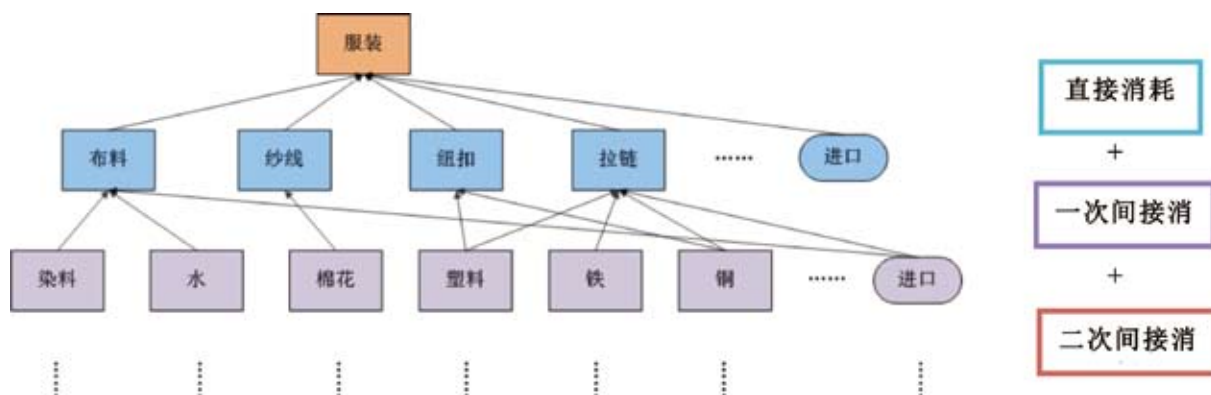 服装
直接消耗
布料
纱线
纽扣
拉链
……
进口
+
一次间接消
染料
水
棉花
塑料
铁
铜
……
进口
+
二次间接消